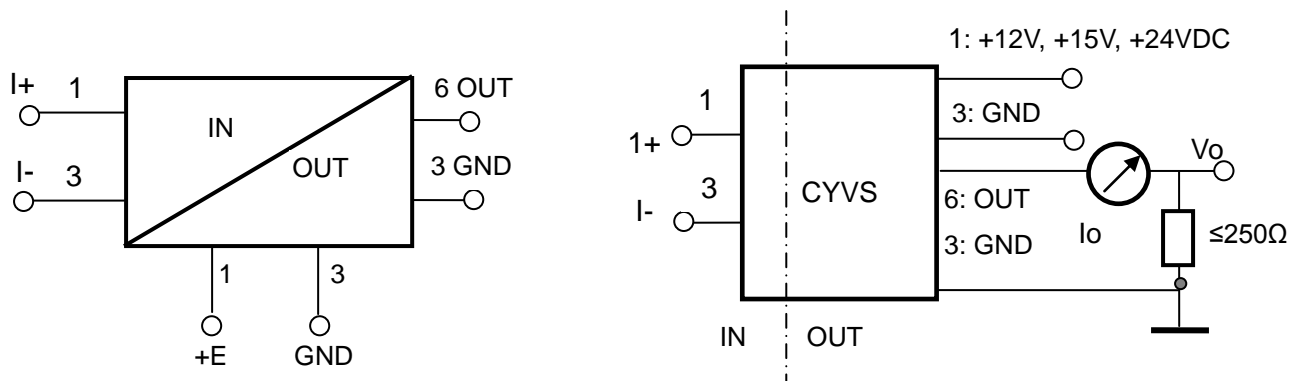 I+
1
IN
6 OUT
OUT
I-
3
3 GND
1
3
+E
GND
1: +12V, +15V, +24VDC
1
3: GND
1+
Vo
3
CYVS
6: OUT
I-
Io
≤250Ω
3: GND
IN
OUT